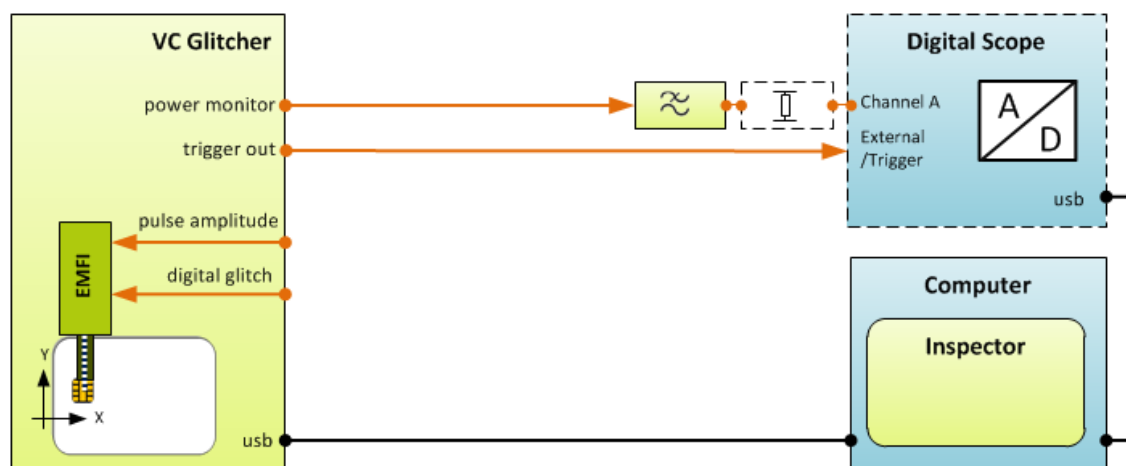 VC Glitcher
power monitor
trigger out
pulse amplitude
digital glitch
EMFI
Y
X
usb
Digital Scope
Channel A
External
/Trigger
A
D
usb
Computer
Inspector